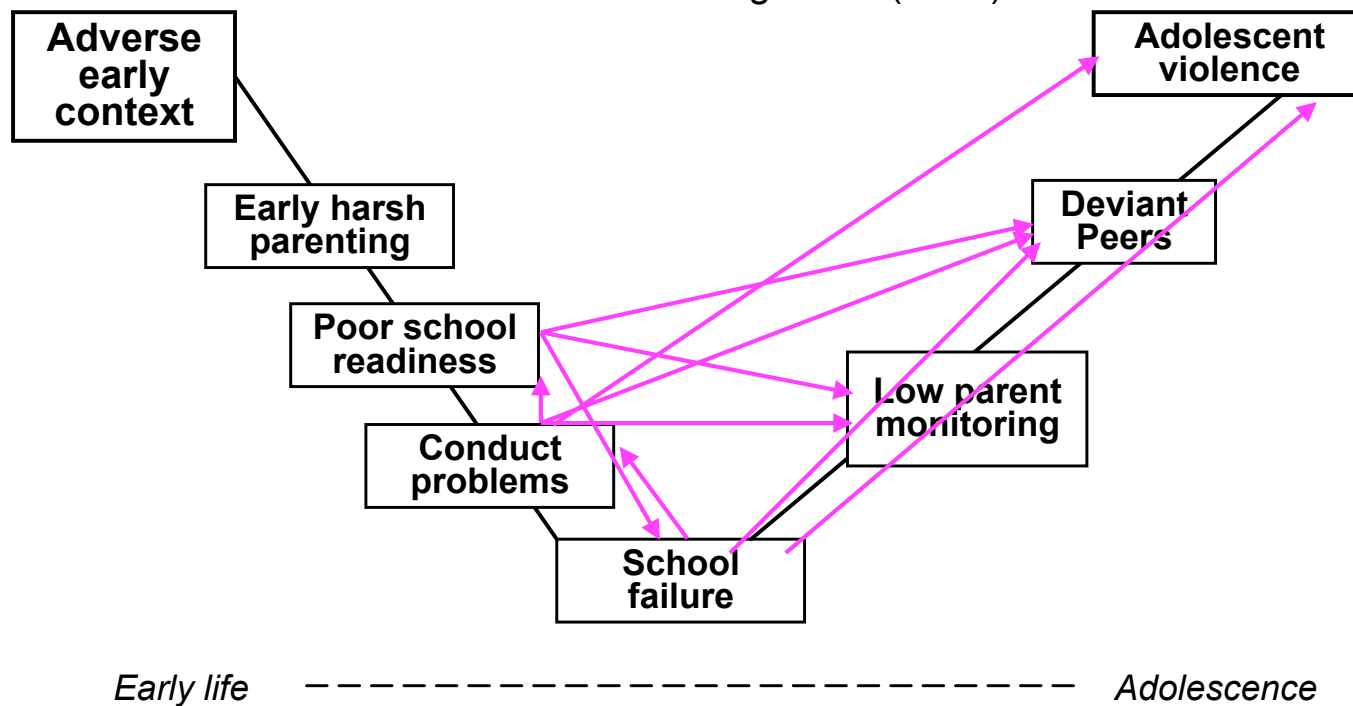 Adverse
early
context
Adolescent
violence
Early harsh
parenting
Deviant
Peers
Poor school
readiness
Low parent
monitoring
Conduct
problems
School
failure
Early life
Adolescence